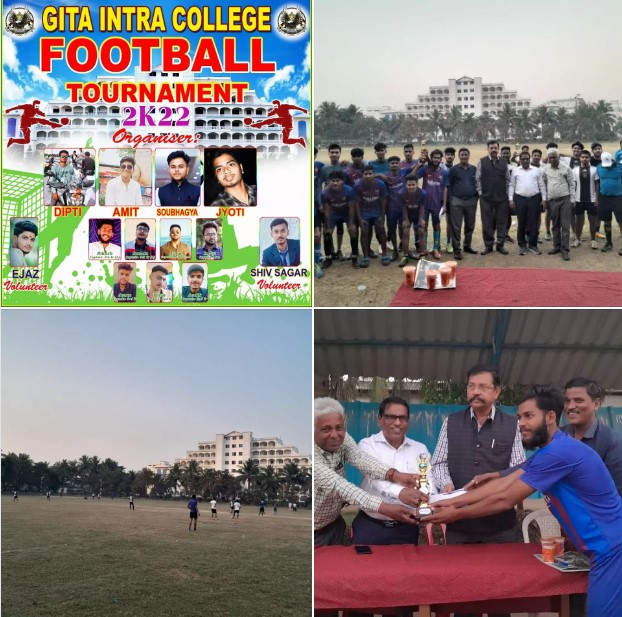 GITA INTRA COLLEGE
FOOTBALL
TOURNAMENT
2K22
Organiser:
DIPTI
AMIT
SOUBHAGYA
JYOTI
EJAZ
Volunteer
SHIV SAGAR
Volunteer